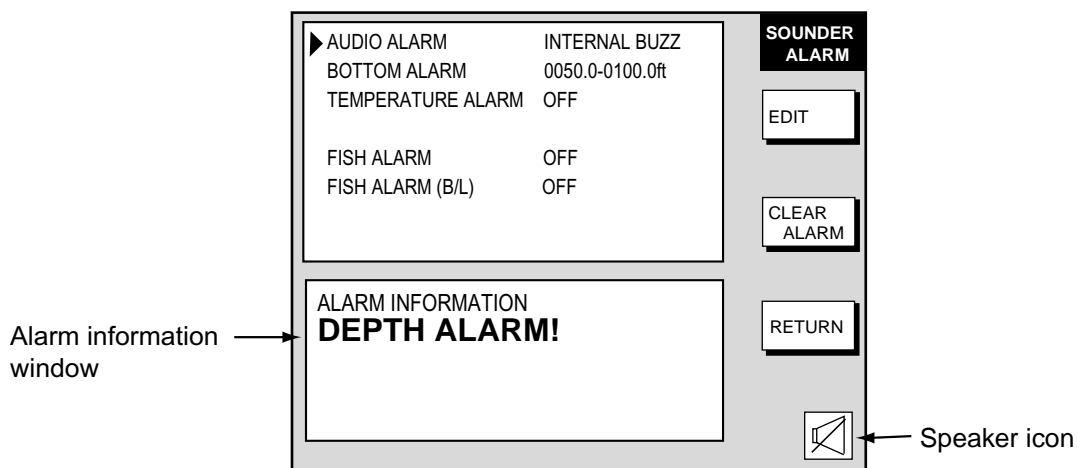 AUDIO ALARM INTERNAL BUZZ
BOTTOM ALARM 0050.0-0100.0ft
TEMPERATURE ALARM OFF
FISH ALARM OFF
FISH ALARM (B/L) OFF
SOUNDER
ALARM
EDIT
CLEAR
ALARM
RETURN
ALARM INFORMATION
DEPTH ALARM!
Alarm information
window
Speaker icon